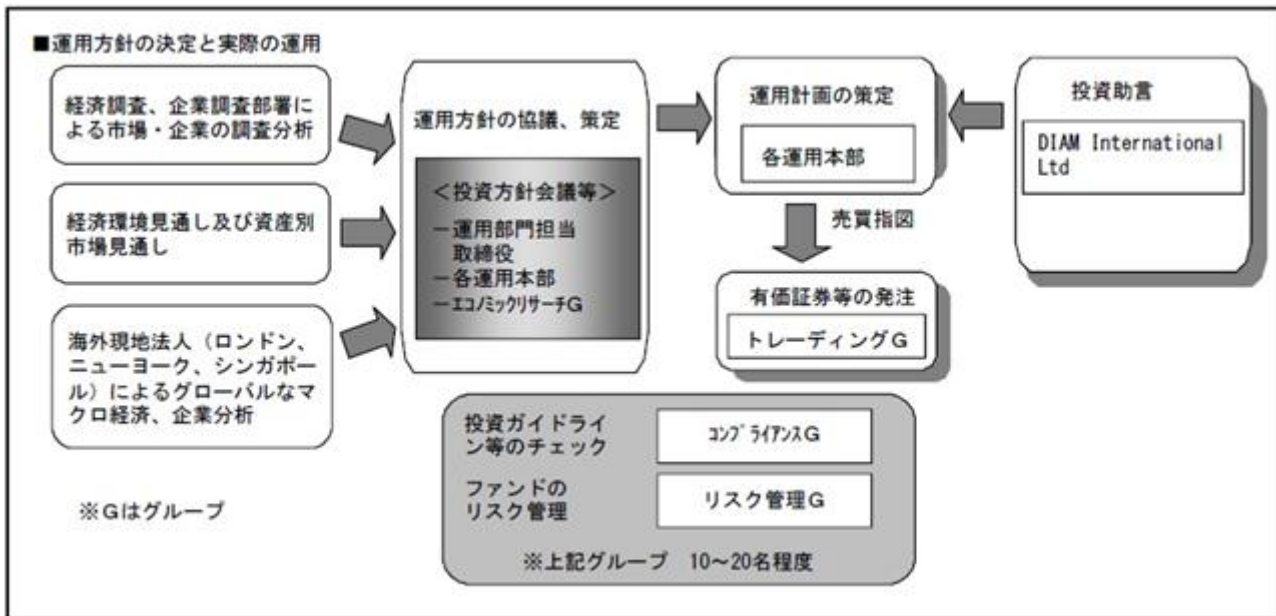 ■運用方針の決定と実際の運用
経済調査、企業調査部署に
よる市場・企業の調査分析
経済環境見通し及び資産別
市場見通し
海外現地法人（ロンドン、
ニューヨーク、シンガポー
ル）によるグローバルなマ
クロ経済、企業分析
※Gはグループ
運用方針の協議、策定
＜投資方針会議等＞
－運用部門担当
取締役
－各運用本部
－ｴｺﾉﾐｯｸﾘｻｰﾁG
運用計画の策定
各運用本部
売買指図
有価証券等の発注
トレーディングG
投資助言
DIAM International
Ltd
投資ガイドライ
ン等のチェック
ｺﾝﾌﾟﾗｲｱﾝｽG
ファンドの
リスク管理
リスク管理G
※上記グループ　10～20名程度